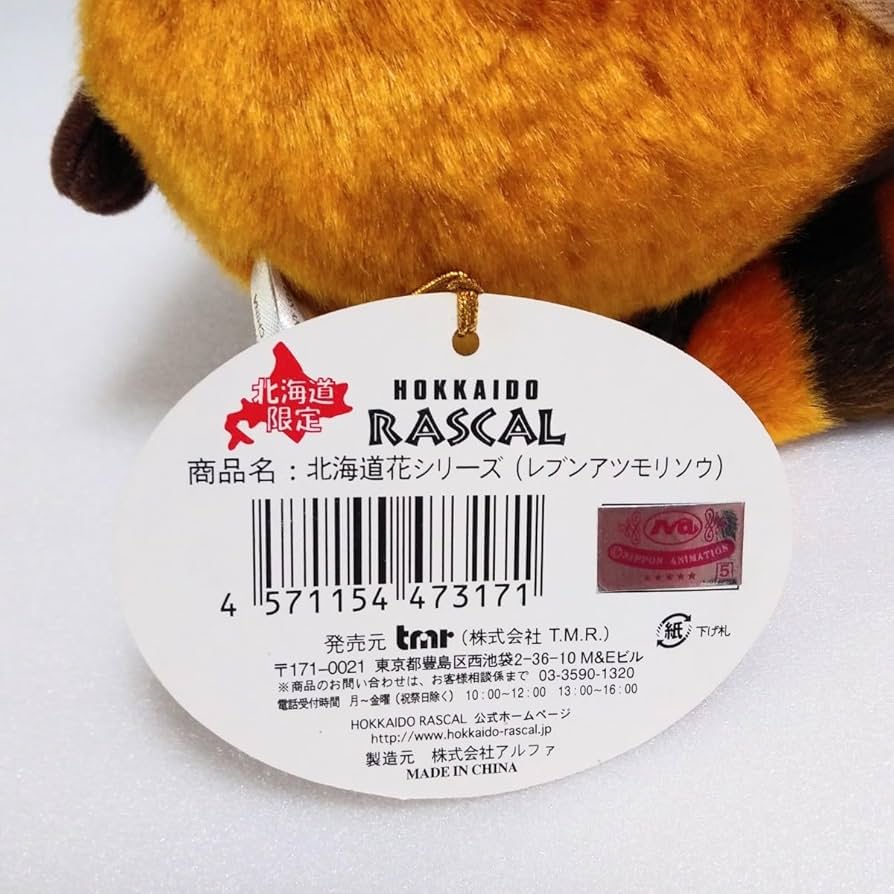 北海道
限定
HOKKAIDO
RASCAL
商品名：北海道花シリーズ（レブンアツモリソウ）
4 571154 473171
na
©NIPPON ANIMATION
★★★★★
5
発売元 tmr（株式会社 T.M.R.）
紙 下げ札
〒171-0021 東京都豊島区西池袋2-36-10 M&Eビル
※商品のお問い合わせは、お客様相談係まで 03-3590-1320
電話受付時間 月〜金曜（祝祭日除く） 10：00〜12：00 13：00〜16：00
HOKKAIDO RASCAL 公式ホームページ
http://www.hokkaido-rascal.jp
製造元 株式会社アルファ
MADE IN CHINA